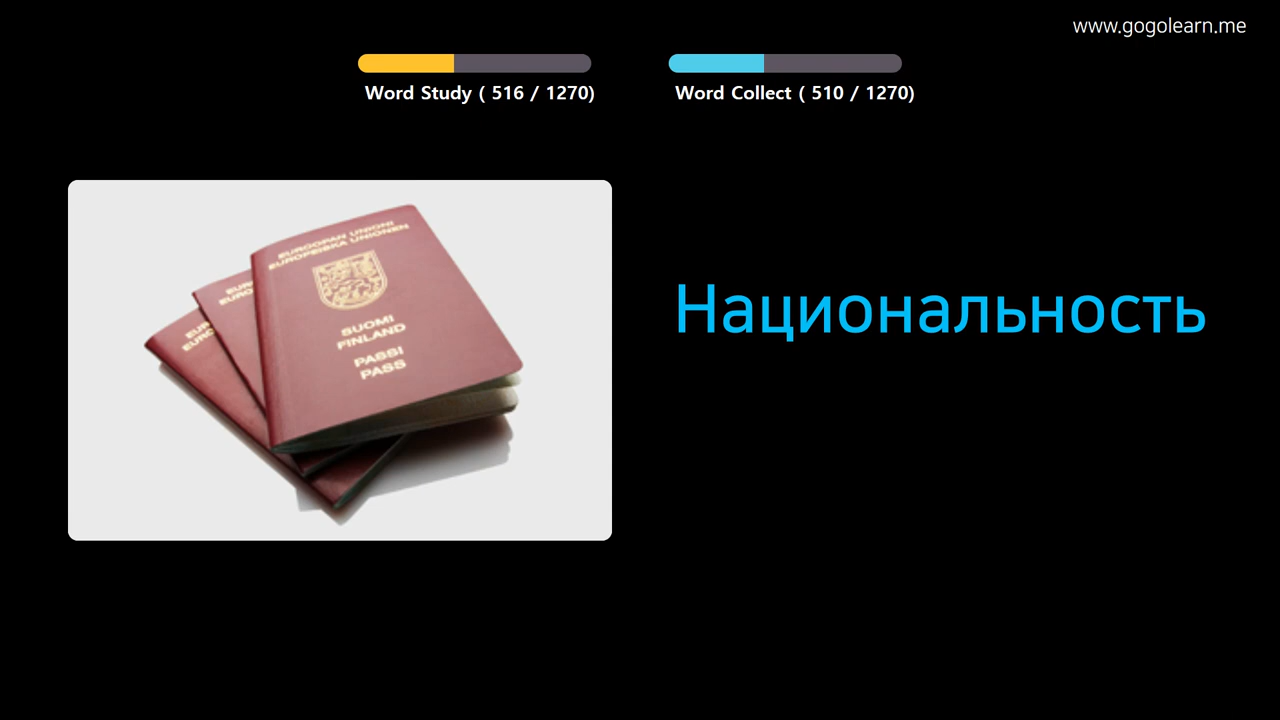 www.gogolearn.me
Word Study ( 516 / 1270)
Word Collect ( 510 / 1270)
EUROOPAN UNIONI
EUROPEISKA UNIONEN
SUOMI
FINLAND
PASSI
PASS
Национальность